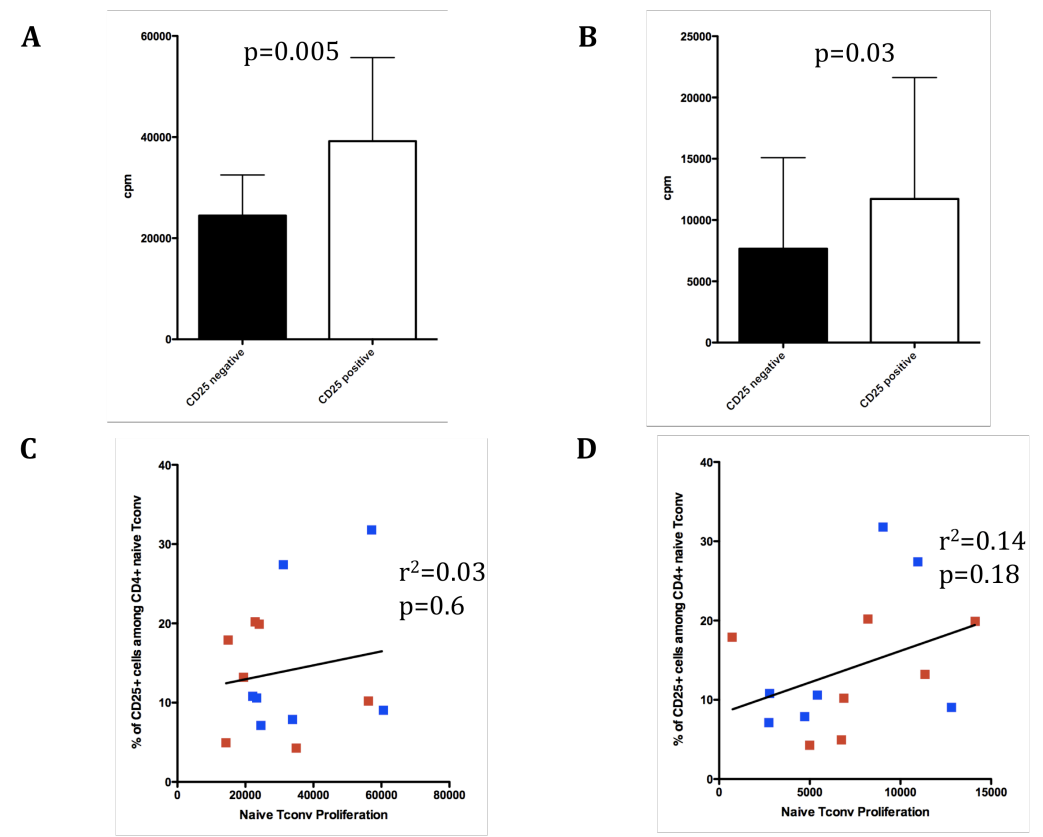 A
p=0.005
60000
40000
20000
0
cpm
CD25 negative
CD25 positive
B
p=0.03
25000
20000
15000
10000
5000
0
cpm
CD25 negative
CD25 positive
C
40
30
20
10
0
% of CD25+ cells among CD4+ naive Tconv
r²=0.03
p=0.6
0 20000 40000 60000 80000
Naive Tconv Proliferation
D
40
30
20
10
0
% of CD25+ cells among CD4+ naive Tconv
r²=0.14
p=0.18
0 5000 10000 15000
Naive Tconv Proliferation